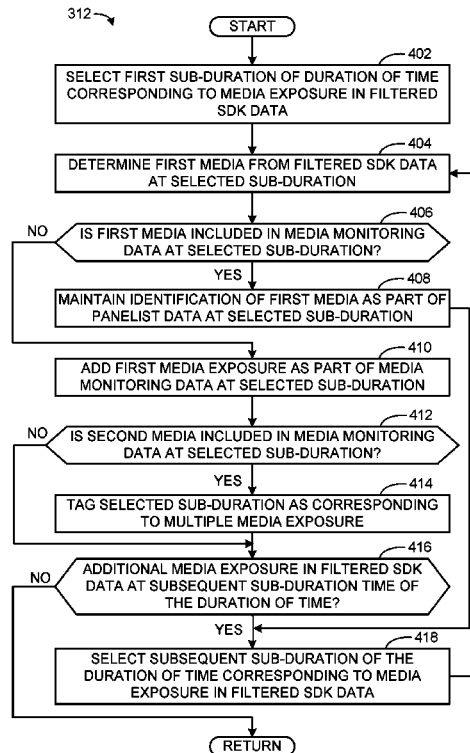 312
START
402
SELECT FIRST SUB-DURATION OF DURATION OF TIME
CORRESPONDING TO MEDIA EXPOSURE IN FILTERED
SDK DATA
404
DETERMINE FIRST MEDIA FROM FILTERED SDK DATA
AT SELECTED SUB-DURATION
406
NO
IS FIRST MEDIA INCLUDED IN MEDIA MONITORING
DATA AT SELECTED SUB-DURATION?
YES
408
MAINTAIN IDENTIFICATION OF FIRST MEDIA AS PART OF
PANELIST DATA AT SELECTED SUB-DURATION
410
ADD FIRST MEDIA EXPOSURE AS PART OF MEDIA
MONITORING DATA AT SELECTED SUB-DURATION
412
NO
IS SECOND MEDIA INCLUDED IN MEDIA MONITORING
DATA AT SELECTED SUB-DURATION?
YES
414
TAG SELECTED SUB-DURATION AS CORRESPONDING
TO MULTIPLE MEDIA EXPOSURE
416
NO
ADDITIONAL MEDIA EXPOSURE IN FILTERED SDK
DATA AT SUBSEQUENT SUB-DURATION TIME OF
THE DURATION OF TIME?
YES
418
SELECT SUBSEQUENT SUB-DURATION OF THE
DURATION OF TIME CORRESPONDING TO MEDIA
EXPOSURE IN FILTERED SDK DATA
RETURN